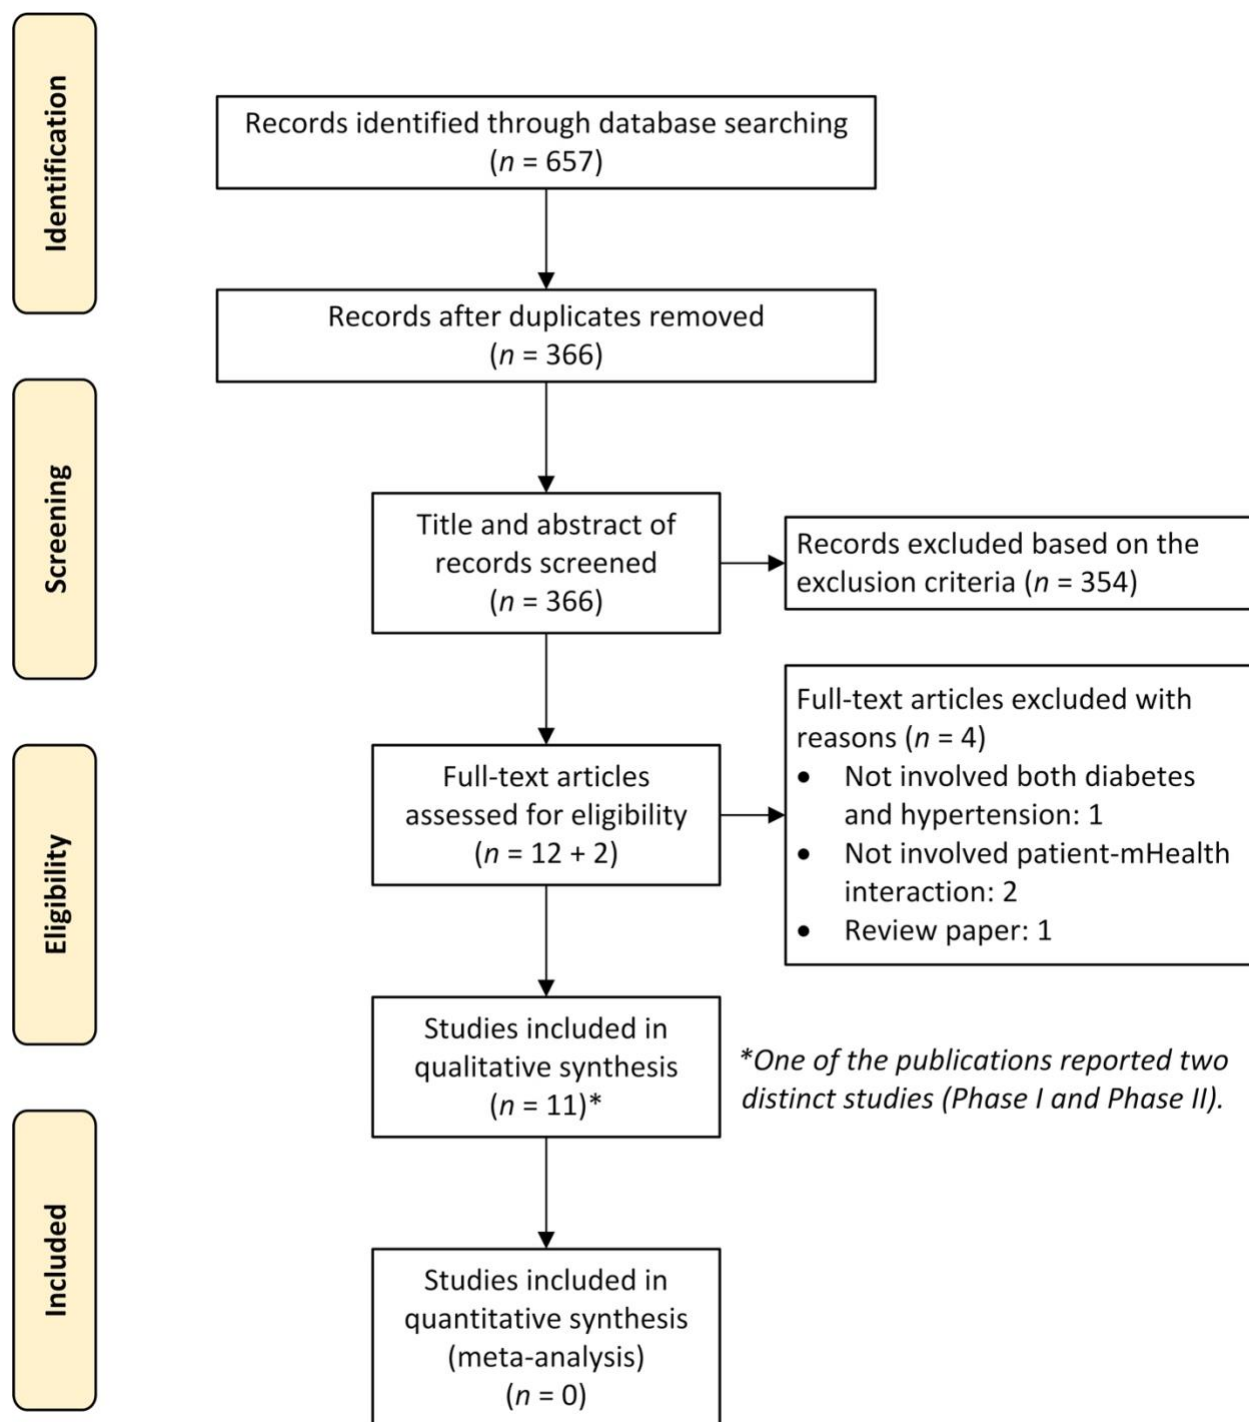 Identification
Records identified through database searching
(n = 657)
Records after duplicates removed
(n = 366)
Screening
Title and abstract of
records screened
(n = 366)
Records excluded based on the
exclusion criteria (n = 354)
Eligibility
Full-text articles
assessed for eligibility
(n = 12 + 2)
Full-text articles excluded with
reasons (n = 4)
• Not involved both diabetes
and hypertension: 1
• Not involved patient-mHealth
interaction: 2
• Review paper: 1
Included
Studies included in
qualitative synthesis
(n = 11)*
*One of the publications reported two
distinct studies (Phase I and Phase II).
Studies included in
quantitative synthesis
(meta-analysis)
(n = 0)